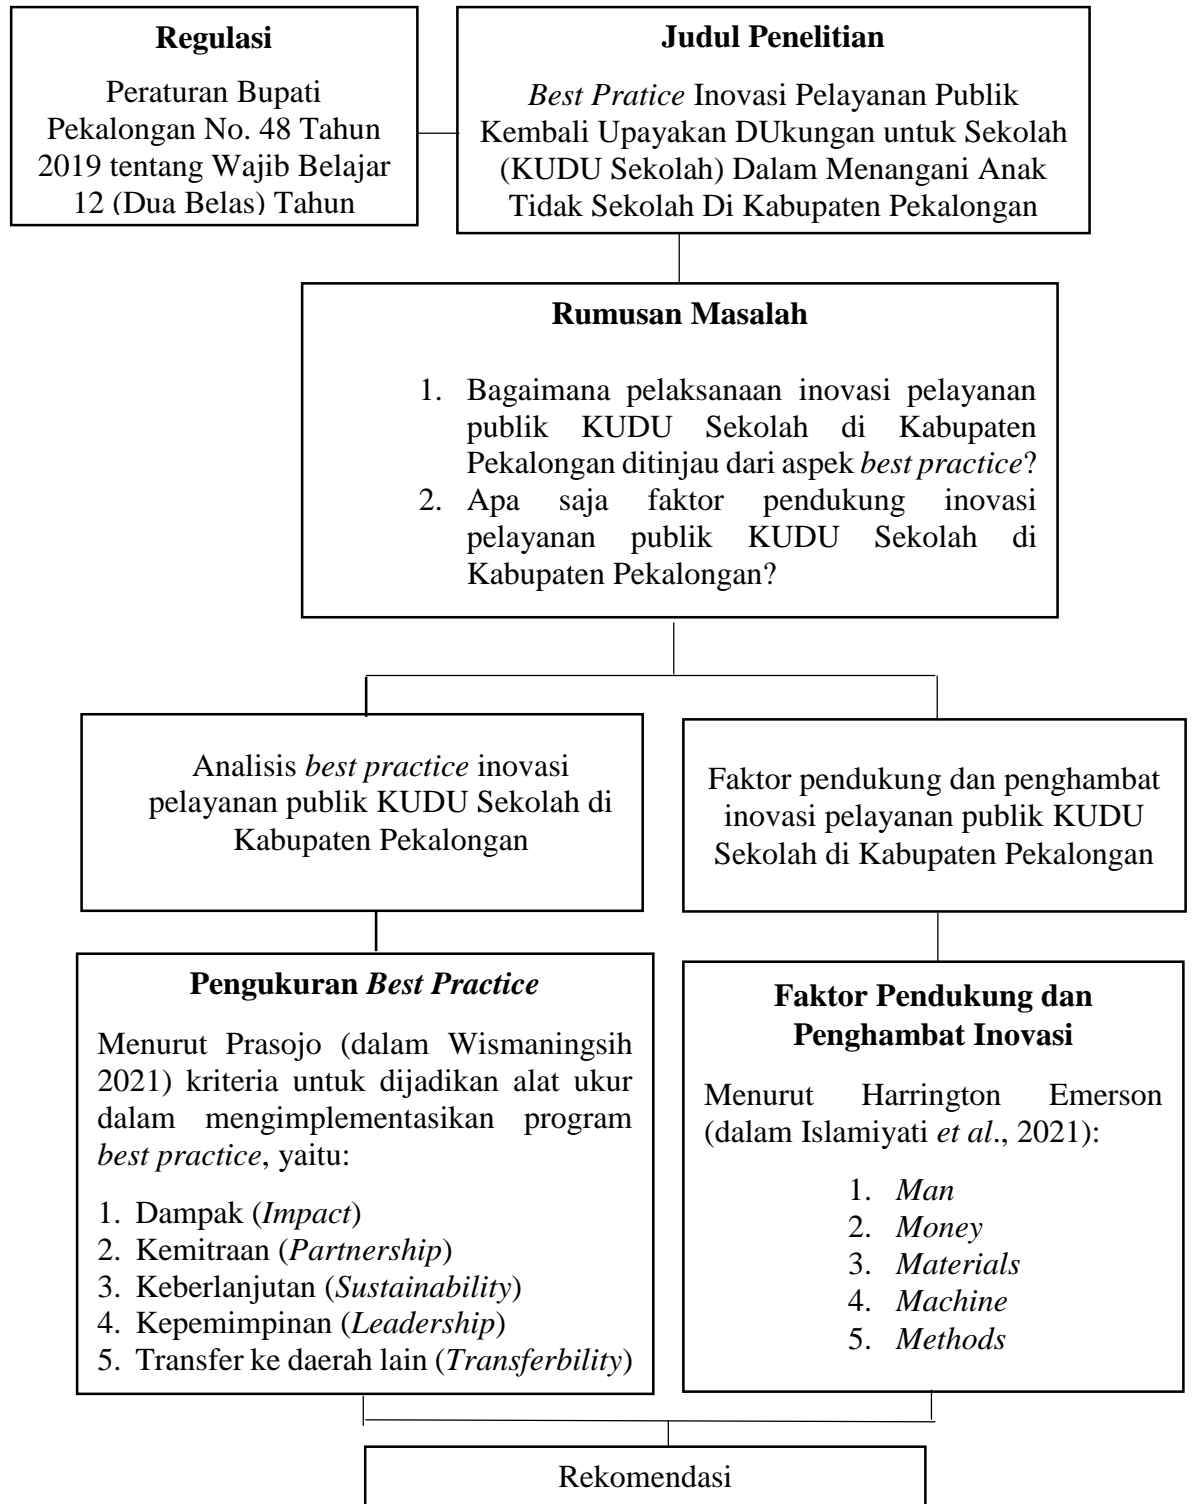 Regulasi
Peraturan Bupati
Pekalongan No. 48 Tahun
2019 tentang Wajib Belajar
12 (Dua Belas) Tahun
Judul Penelitian
Best Pratice Inovasi Pelayanan Publik
Kembali Upayakan DUkungan untuk Sekolah
(KUDU Sekolah) Dalam Menangani Anak
Tidak Sekolah Di Kabupaten Pekalongan
Rumusan Masalah
1. Bagaimana pelaksanaan inovasi pelayanan
publik KUDU Sekolah di Kabupaten
Pekalongan ditinjau dari aspek best practice?
2. Apa saja faktor pendukung inovasi
pelayanan publik KUDU Sekolah di
Kabupaten Pekalongan?
Analisis best practice inovasi
pelayanan publik KUDU Sekolah di
Kabupaten Pekalongan
Faktor pendukung dan penghambat
inovasi pelayanan publik KUDU
Sekolah di Kabupaten Pekalongan
Pengukuran Best Practice
Menurut Prasojo (dalam Wismaningsih
2021) kriteria untuk dijadikan alat ukur
dalam mengimplementasikan program
best practice, yaitu:
1. Dampak (Impact)
2. Kemitraan (Partnership)
3. Keberlanjutan (Sustainability)
4. Kepemimpinan (Leadership)
5. Transfer ke daerah lain (Transferbility)
Faktor Pendukung dan
Penghambat Inovasi
Menurut Harrington Emerson
(dalam Islamiyati et al., 2021):
1. Man
2. Money
3. Materials
4. Machine
5. Methods
Rekomendasi